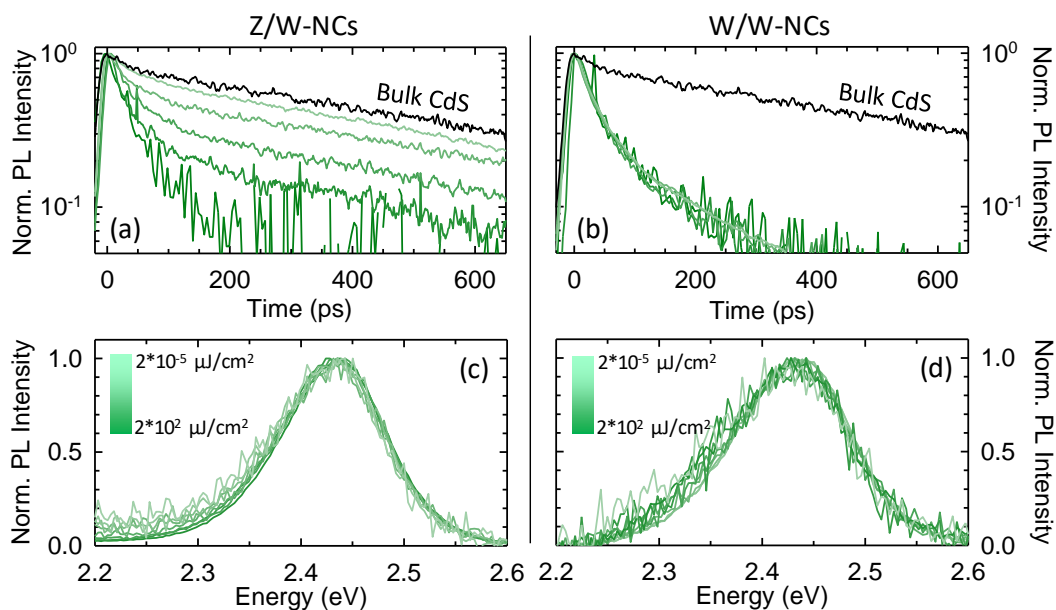 Z/W-NCs
W/W-NCs
Norm. PL Intensity
10⁰
10⁻¹
Bulk CdS
(a)
0 200 400 600
Time (ps)
Bulk CdS
(b)
10⁰
10⁻¹
Norm. PL Intensity
0 200 400 600
Time (ps)
Norm. PL Intensity
1.0
0.5
0.0
2*10⁻⁵ µJ/cm²
2*10² µJ/cm²
(c)
2.2 2.3 2.4 2.5 2.6
Energy (eV)
2*10⁻⁵ µJ/cm²
2*10² µJ/cm²
(d)
1.0
0.5
0.0
Norm. PL Intensity
2.2 2.3 2.4 2.5 2.6
Energy (eV)